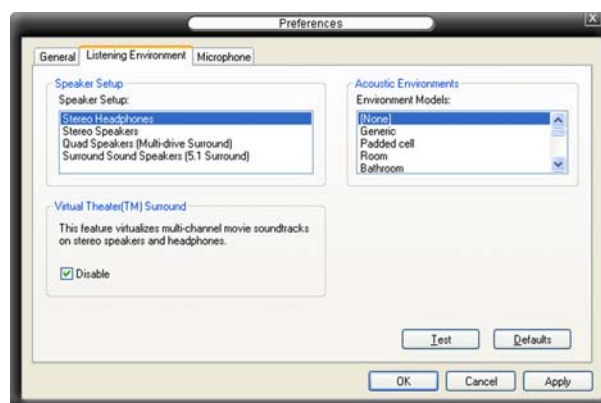 Preferences
X
General Listening Environment Microphone
Speaker Setup
Speaker Setup:
Stereo Headphones
Stereo Speakers
Quad Speakers (Multi-drive Surround)
Surround Sound Speakers (5.1 Surround)
Acoustic Environments
Environment Models:
[None]
Generic
Padded cell
Room
Bathroom
Virtual Theater(TM) Surround
This feature virtualizes multi-channel movie soundtracks
on stereo speakers and headphones.
Disable
Test Defaults
OK Cancel Apply